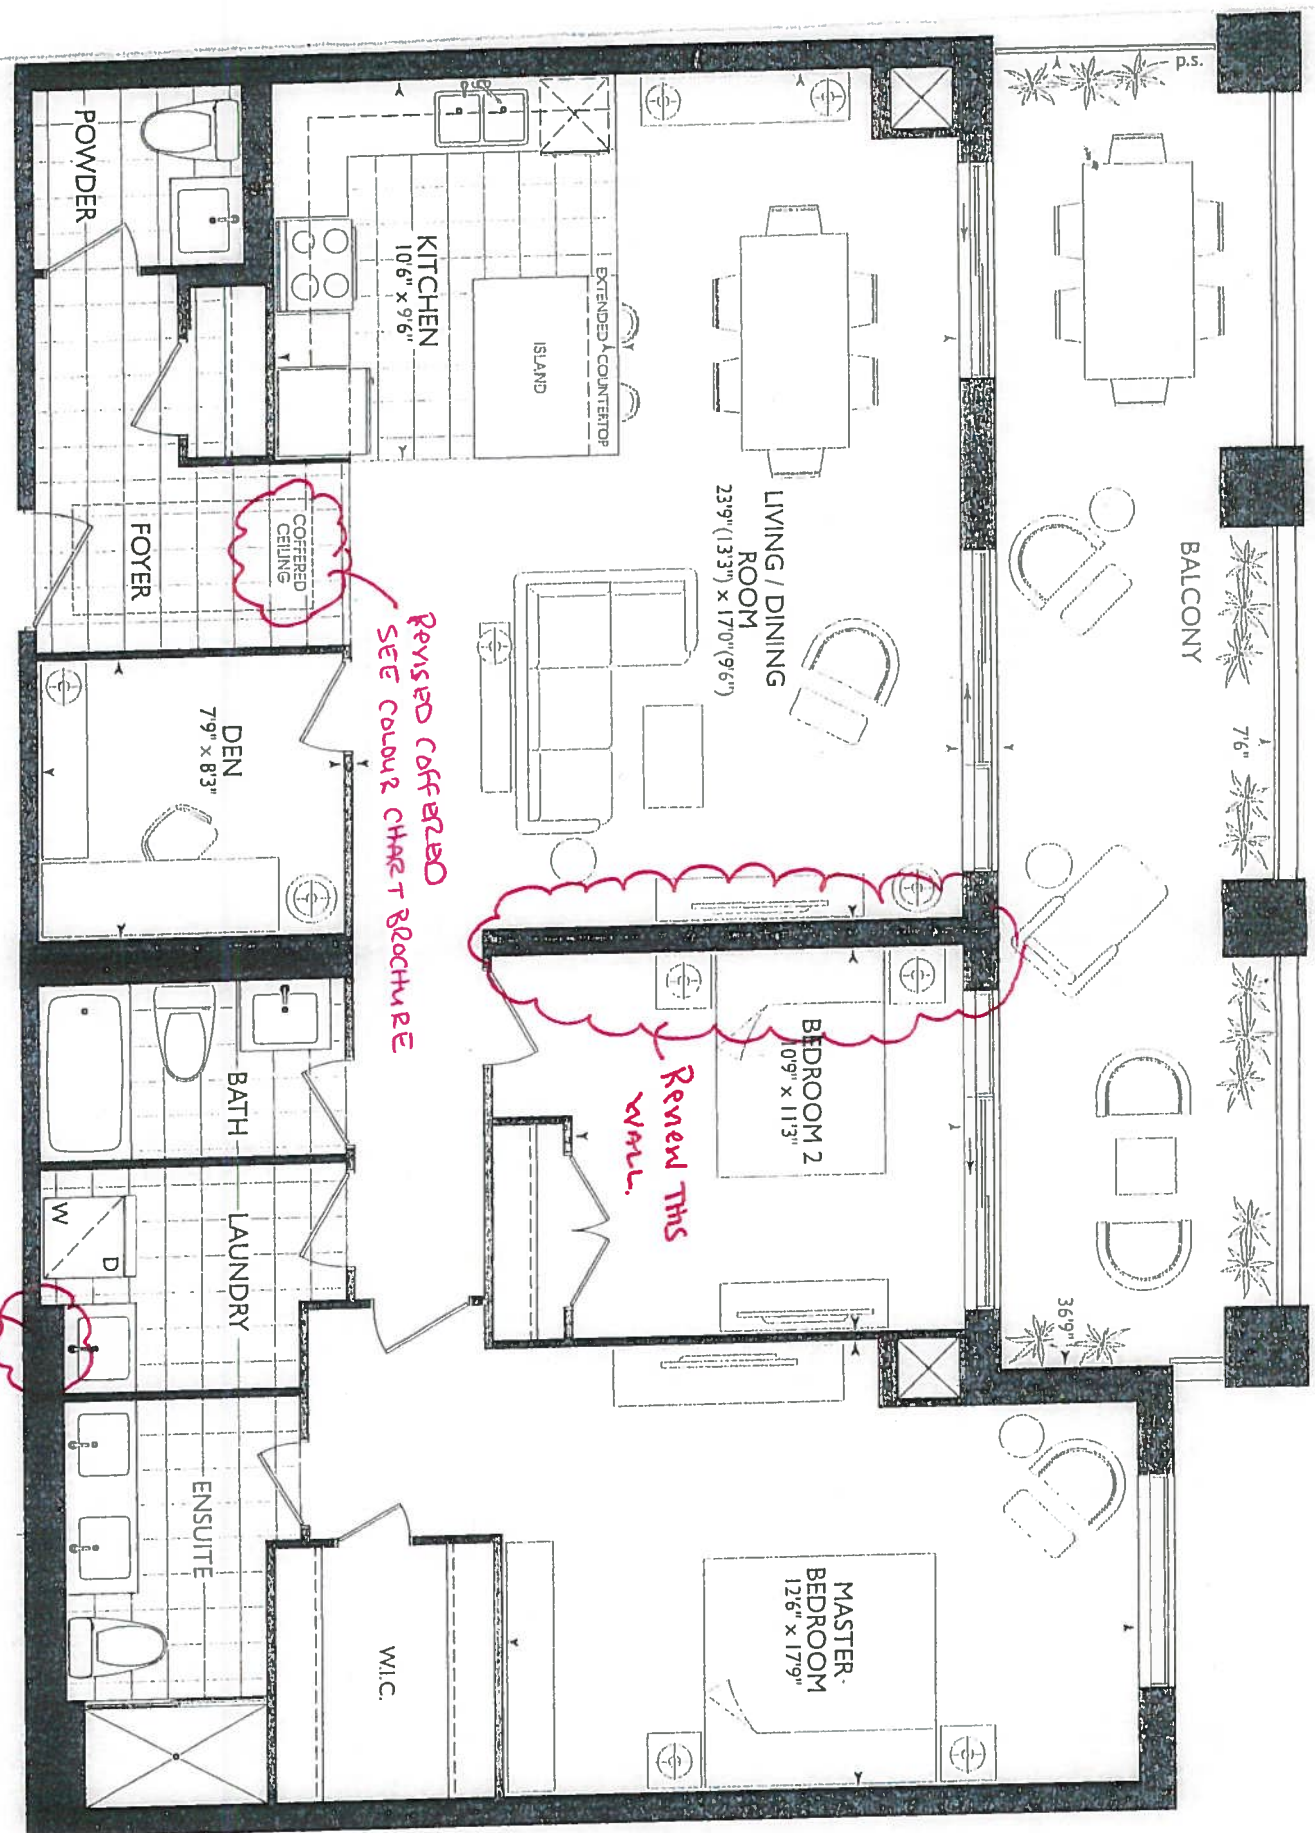 p.s.
BALCONY
7'6"
36'9"
POWDER
KITCHEN
10'6" x 9'6"
EXTENDED COUNTERTOP
ISLAND
LIVING / DINING
ROOM
23'9"(13'3") x 17'0"(9'6")
FOYER
COFFERED
CEILING
REVISED COFFERED
SEE COLOUR CHART BROCHURE
DEN
7'9" x 8'3"
BEDROOM 2
10'9" x 11'3"
REVIEW THIS
WALL.
BATH
LAUNDRY
W
D
ENSUITE
W.I.C.
MASTER
BEDROOM
12'6" x 17'9"